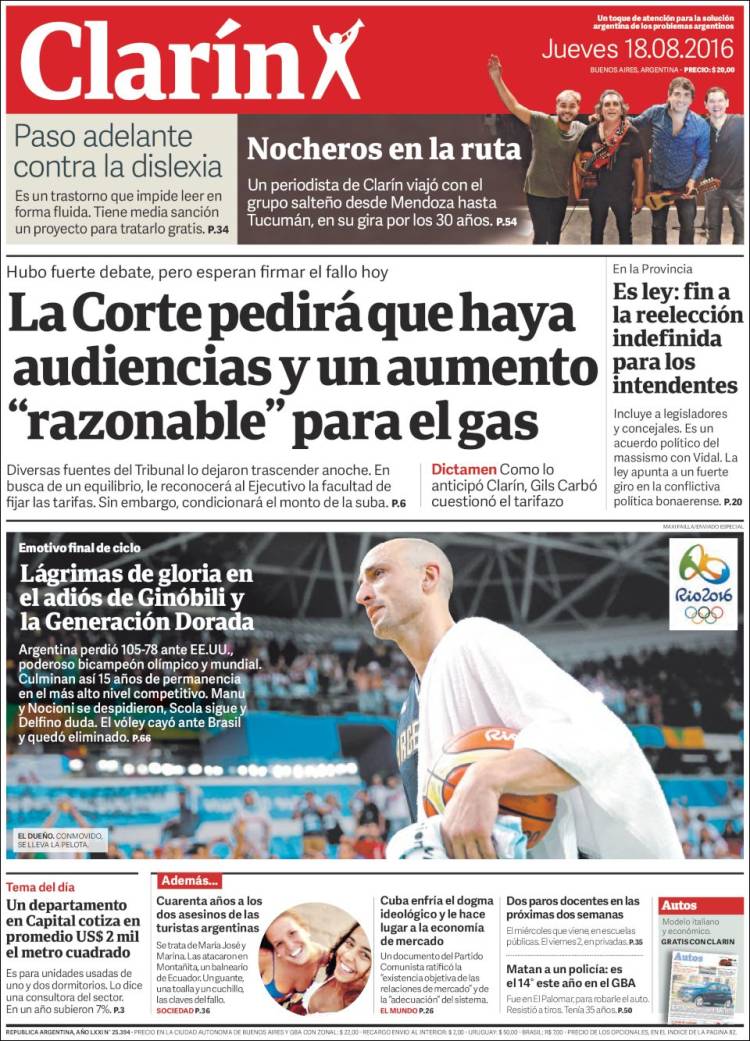 Clarín
Un toque de atención para la solución
argentina de los problemas argentinos
Jueves 18.08.2016
BUENOS AIRES, ARGENTINA - PRECIO: $ 20,00
Paso adelante
contra la dislexia
Es un trastorno que impide leer en
forma fluida. Tiene media sanción
un proyecto para tratarlo gratis. P.34
Nocheros en la ruta
Un periodista de Clarín viajó con el
grupo salteño desde Mendoza hasta
Tucumán, en su gira por los 30 años. P.54
Hubo fuerte debate, pero esperan firmar el fallo hoy
La Corte pedirá que haya
audiencias y un aumento
“razonable” para el gas
Diversas fuentes del Tribunal lo dejaron trascender anoche. En
busca de un equilibrio, le reconocerá al Ejecutivo la facultad de
fijar las tarifas. Sin embargo, condicionará el monto de la suba. P.6
Dictamen Como lo
anticipó Clarín, Gils Carbó
cuestionó el tarifazo
En la Provincia
Es ley: fin a
la reelección
indefinida
para los
intendentes
Incluye a legisladores
y concejales. Es un
acuerdo político del
massismo con Vidal. La
ley apunta a un fuerte
giro en la conflictiva
política bonaerense. P.20
MAXI FAILLA/ENVIADO ESPECIAL
Emotivo final de ciclo
Lágrimas de gloria en
el adiós de Ginóbili y
la Generación Dorada
Argentina perdió 105-78 ante EE.UU.,
poderoso bicampeón olímpico y mundial.
Culminan así 15 años de permanencia
en el más alto nivel competitivo. Manu
y Nocioni se despidieron, Scola sigue y
Delfino duda. El vóley cayó ante Brasil
y quedó eliminado. P.66
Rio2016
Rio
EL DUEÑO. CONMOVIDO,
SE LLEVA LA PELOTA.
Tema del día
Un departamento
en Capital cotiza en
promedio US$ 2 mil
el metro cuadrado
Es para unidades usadas de
uno y dos dormitorios. Lo dice
una consultora del sector.
En un año subieron 7%. P.3
Además...
Cuarenta años a los
dos asesinos de las
turistas argentinas
Se trata de María José y
Marina. Las atacaron en
Montañita, un balneario
de Ecuador. Un guante,
una toalla y un cuchillo,
las claves del fallo.
SOCIEDAD P.36
Cuba enfría el dogma
ideológico y le hace
lugar a la economía
de mercado
Un documento del Partido
Comunista ratificó la
“existencia objetiva de las
relaciones de mercado” y de
la “adecuación” del sistema.
EL MUNDO P.26
Dos paros docentes en las
próximas dos semanas
El miércoles que viene, en escuelas
públicas. El viernes 2, en privadas. P.35
Matan a un policía: es
el 14° este año en el GBA
Fue en El Palomar, para robarle el auto.
Resistió a tiros. Tenía 35 años. P.50
Autos
Modelo italiano
y económico.
GRATIS CON CLARIN
Autos
REPUBLICA ARGENTINA, AÑO LXXI N° 25.394 - PRECIO EN LA CIUDAD AUTONOMA DE BUENOS AIRES Y GBA CON ZONAL: $ 22,00 - RECARGO ENVIO AL INTERIOR: $ 2,00 - URUGUAY: $ 50,00 - BRASIL: R$ 7,00 - PRECIO DE LOS OPCIONALES, EN EL INDICE DE LA PAGINA 82.